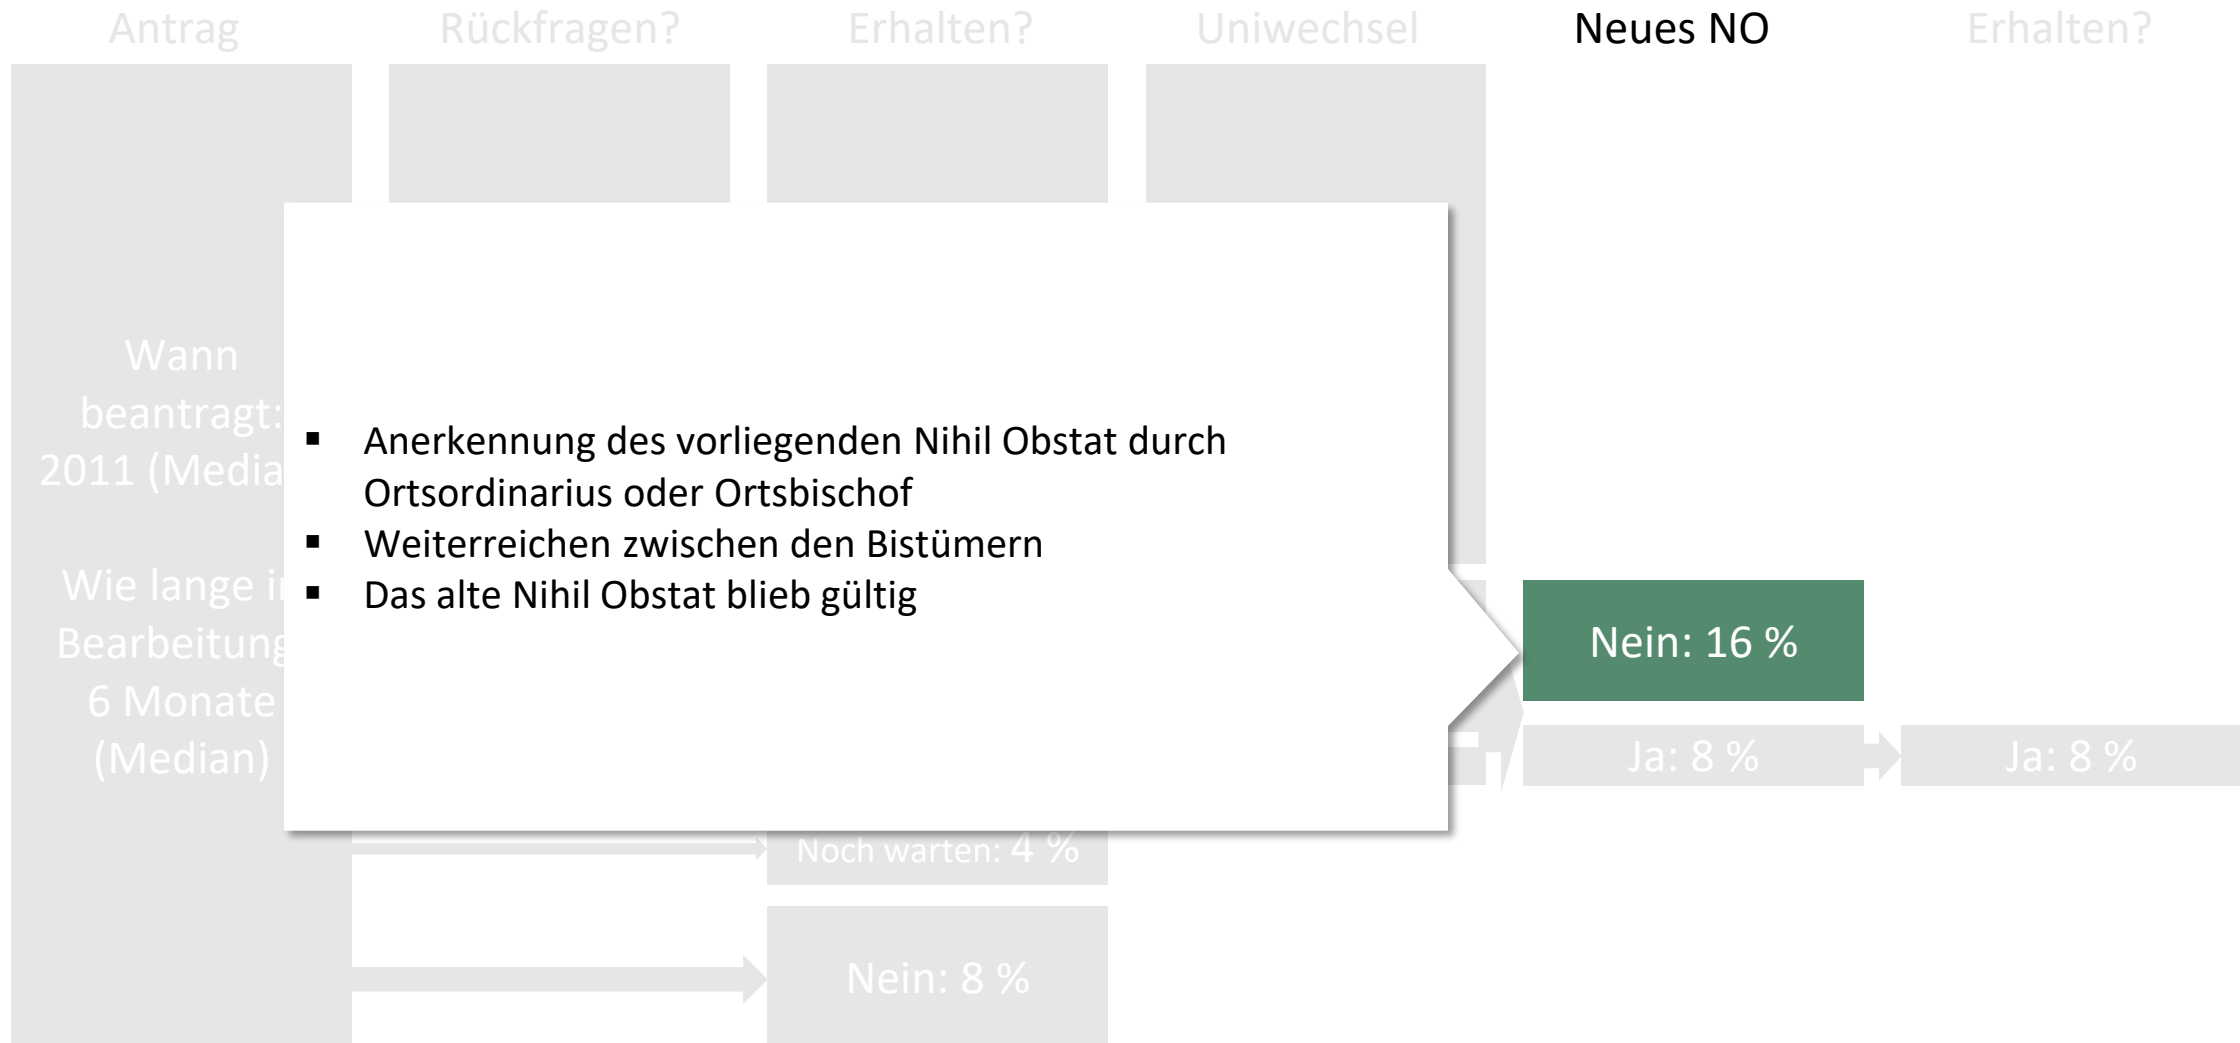 Antrag
Rückfragen?
Erhalten?
Uniwechsel
Neues NO
Erhalten?
Wann
beantragt:
2011 (Media
Wie lange i
Bearbeitung
6 Monate
(Median)
▪ Anerkennung des vorliegenden Nihil Obstat durch
Ortsordinarius oder Ortsbischof
▪ Weiterreichen zwischen den Bistümern
▪ Das alte Nihil Obstat blieb gültig
Nein: 16 %
Ja: 8 %
Ja: 8 %
Noch warten: 4 %
Nein: 8 %